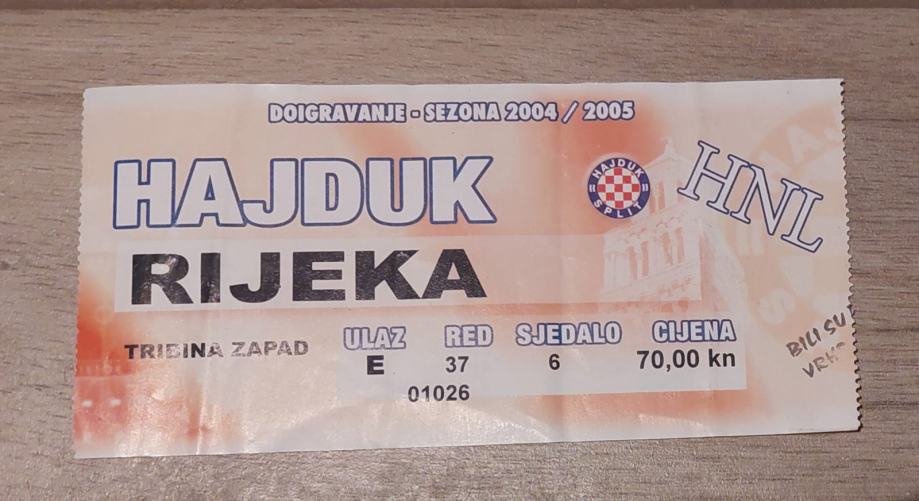 DOIGRAVANJE - SEZONA 2004 / 2005
HAJDUK
HNL
HAJDUK
SPLIT
RIJEKA
TRIBINA ZAPAD
ULAZ RED SJEDALO CIJENA
E 37 6 70,00 kn
01026
BILI SU